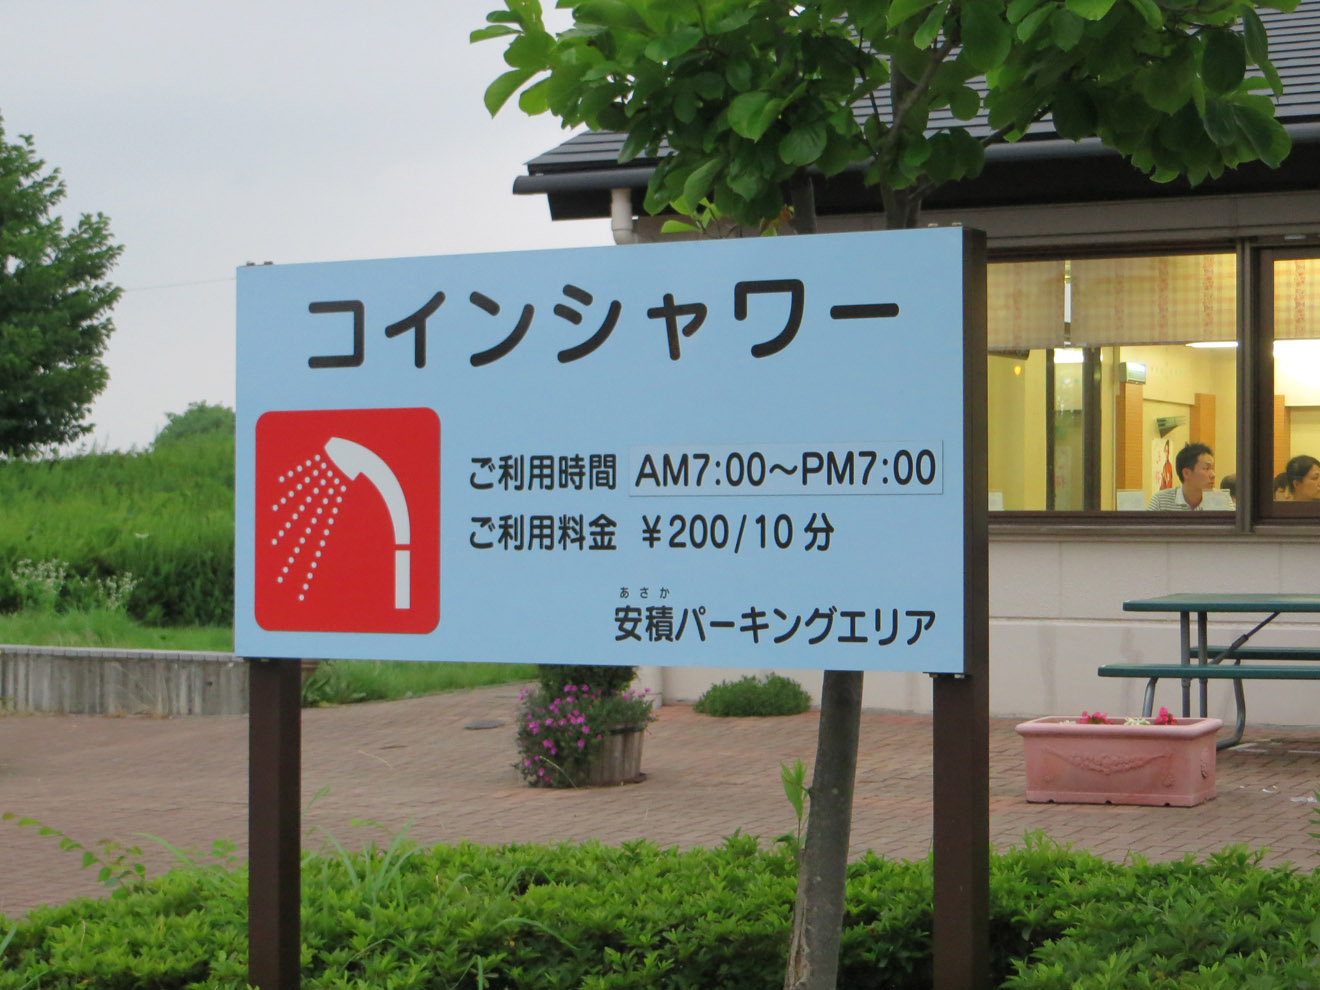 コインシャワー
ご利用時間 AM7:00～PM7:00
ご利用料金 ¥200/10分
あさか
安積パーキングエリア